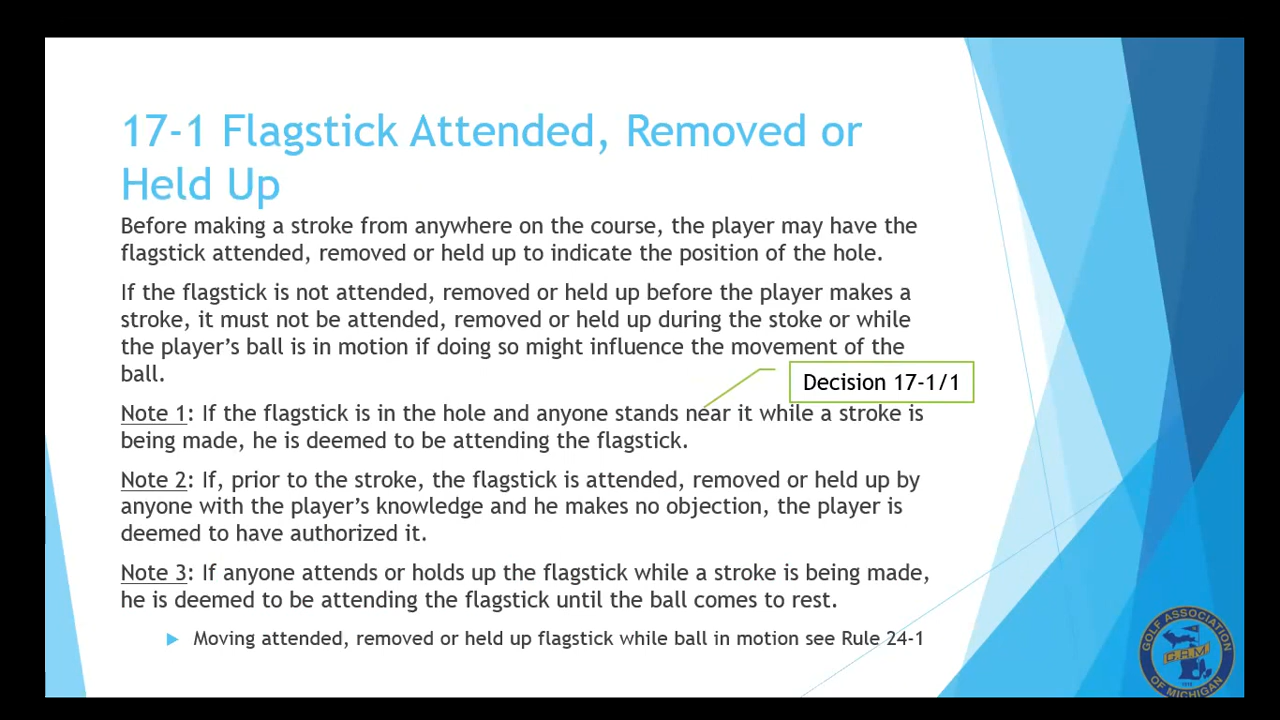 17-1 Flagstick Attended, Removed or
Held Up
Before making a stroke from anywhere on the course, the player may have the
flagstick attended, removed or held up to indicate the position of the hole.
If the flagstick is not attended, removed or held up before the player makes a
stroke, it must not be attended, removed or held up during the stoke or while
the player’s ball is in motion if doing so might influence the movement of the
ball.
Decision 17-1/1
Note 1: If the flagstick is in the hole and anyone stands near it while a stroke is
being made, he is deemed to be attending the flagstick.
Note 2: If, prior to the stroke, the flagstick is attended, removed or held up by
anyone with the player’s knowledge and he makes no objection, the player is
deemed to have authorized it.
Note 3: If anyone attends or holds up the flagstick while a stroke is being made,
he is deemed to be attending the flagstick until the ball comes to rest.
Moving attended, removed or held up flagstick while ball in motion see Rule 24-1
GOLF ASSOCIATION
G.A.M.
OF MICHIGAN